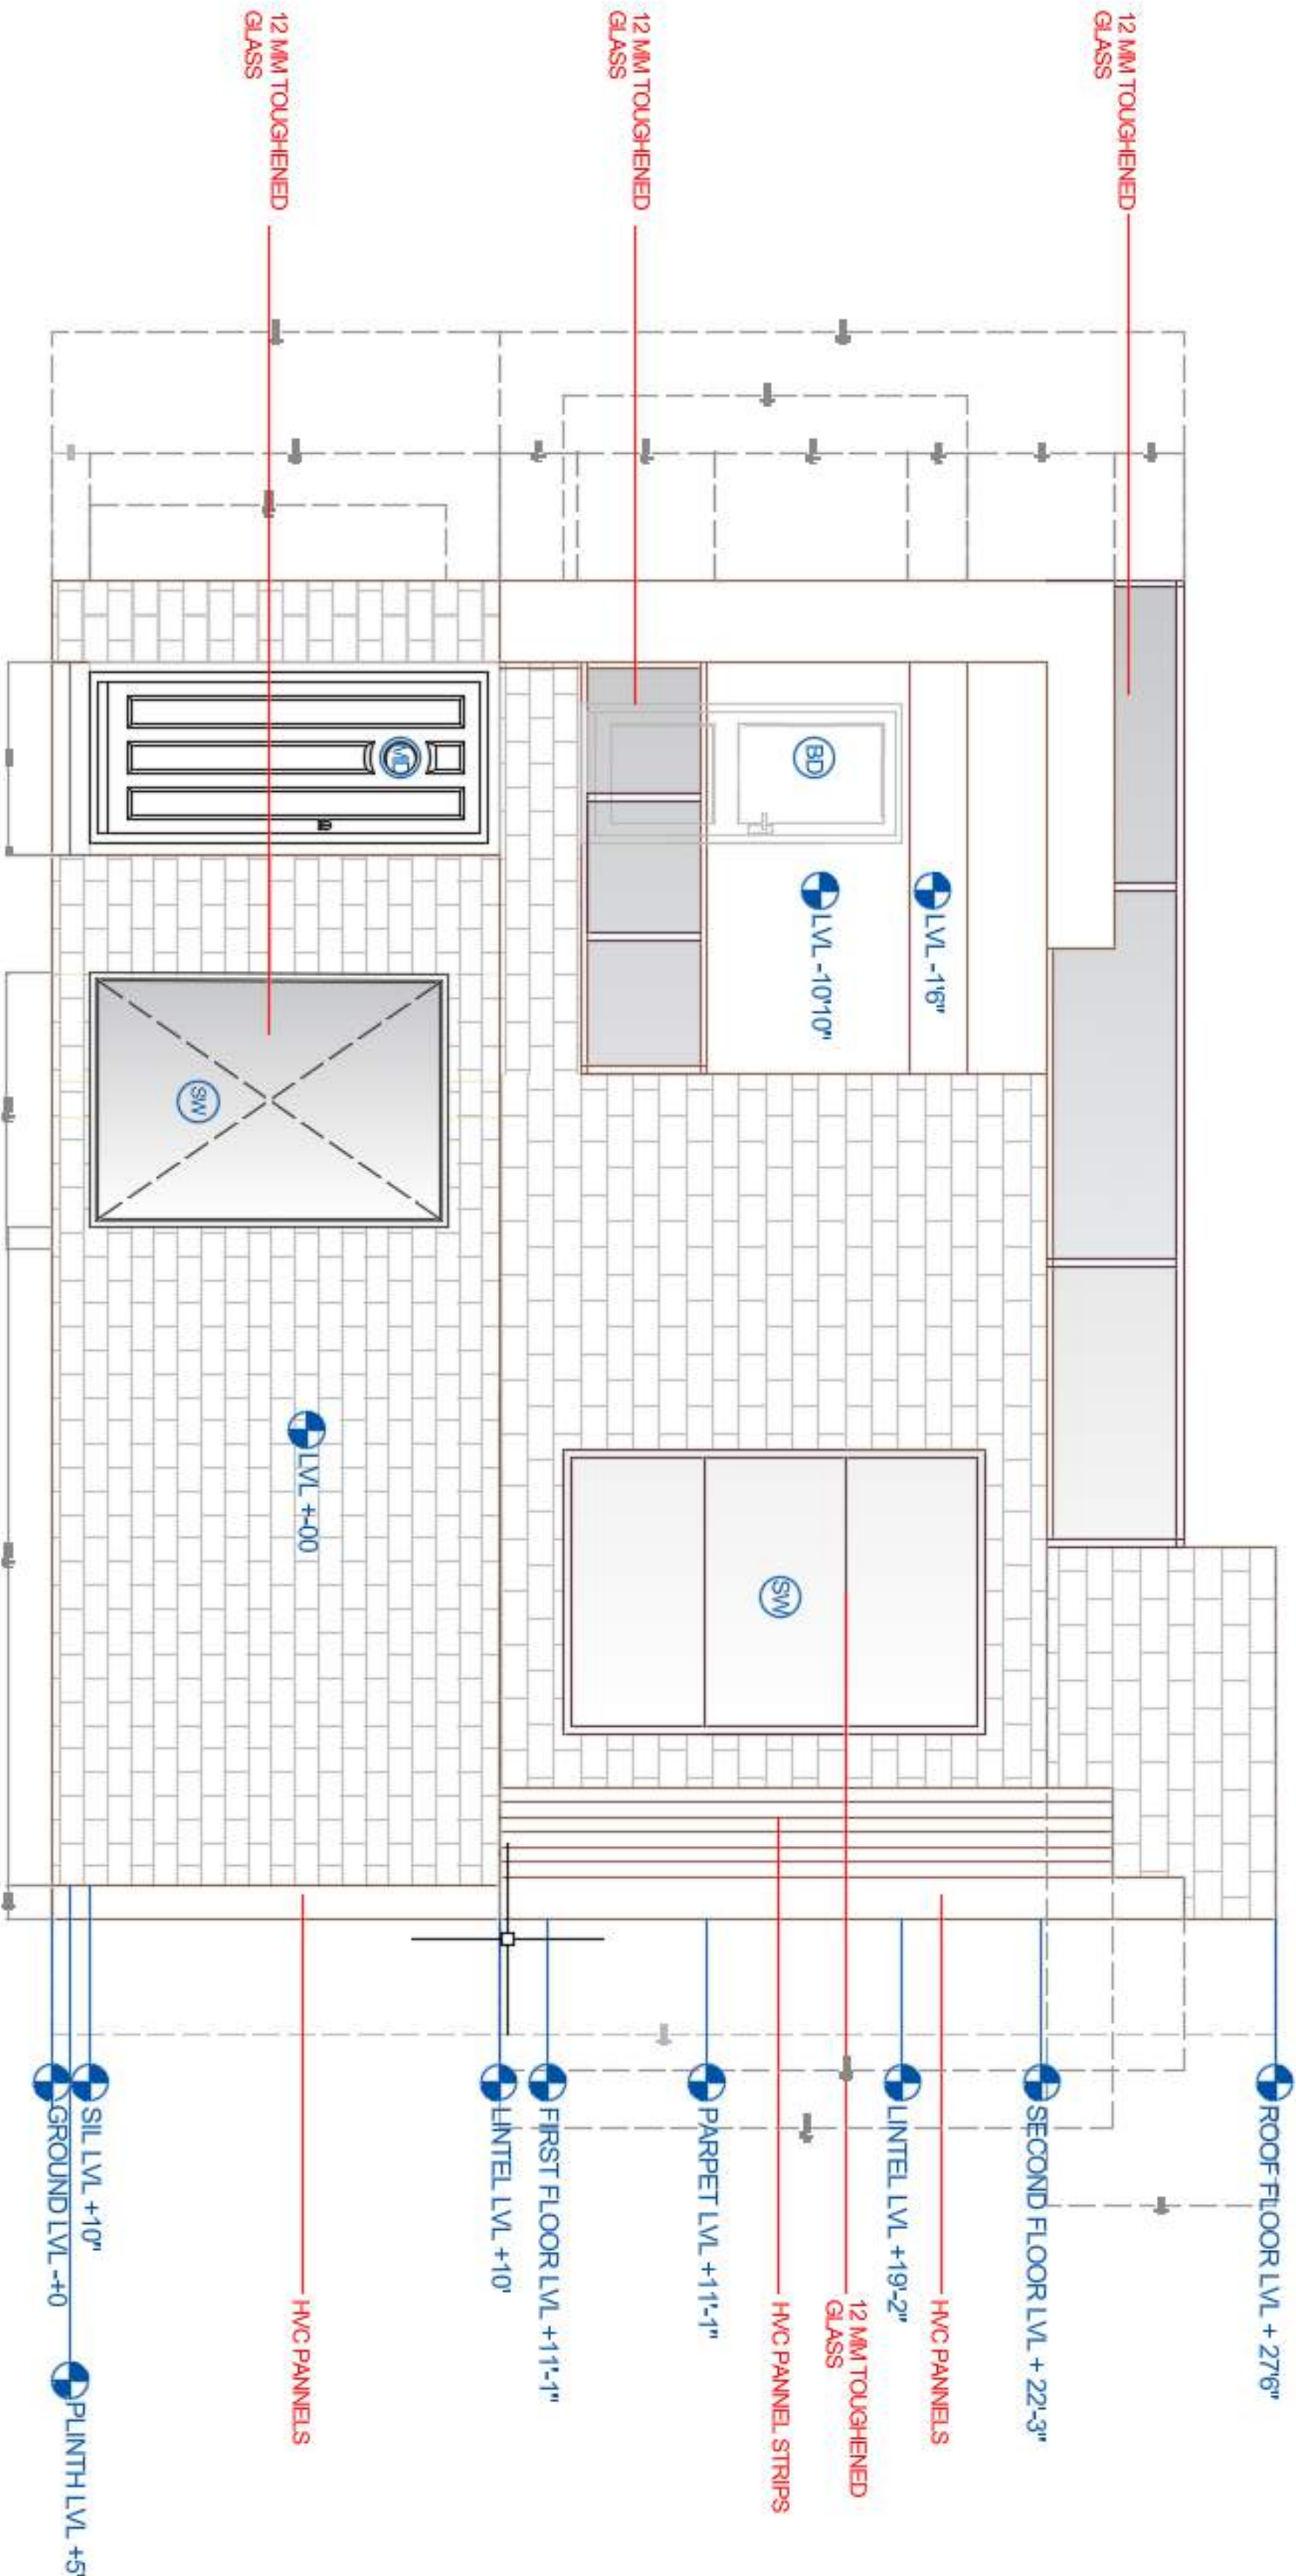 12 MM TOUGHENED
GLASS
12 MM TOUGHENED
GLASS
12 MM TOUGHENED
GLASS
BD
LVL -1'6"
LVL -10'10"
MD
SW
SW
LVL +-00
ROOF FLOOR LVL + 27'6"
SECOND FLOOR LVL + 22'-3"
HVC PANNELS
LINTEL LVL +19'-2"
12 MM TOUGHENED
GLASS
HVC PANNEL STRIPS
PARPET LVL +11'-1"
FIRST FLOOR LVL +11'-1"
LINTEL LVL +10'
HVC PANNELS
SIL LVL +10"
PLINTH LVL +5"
GROUND LVL -+0